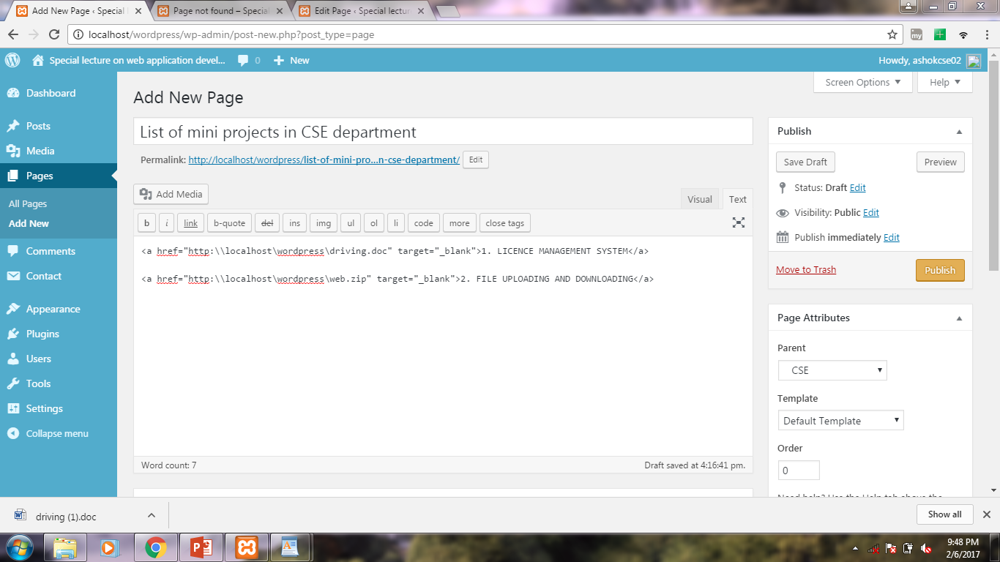 Add New Page ‹ Special
Page not found – Special
Edit Page ‹ Special lectur
localhost/wordpress/wp-admin/post-new.php?post_type=page
my
Special lecture on web application devel...
0
New
Howdy, ashokcse02
Dashboard
Posts
Media
Pages
All Pages
Add New
Comments
Contact
Appearance
Plugins
Users
Tools
Settings
Collapse menu
Screen Options
Help
Add New Page
List of mini projects in CSE department
Permalink: http://localhost/wordpress/list-of-mini-pro...n-cse-department/ Edit
Add Media
Visual
Text
b i link b-quote del ins img ul ol li code more close tags
<a href="http:\\localhost\wordpress\driving.doc" target="_blank">1. LICENCE MANAGEMENT SYSTEM</a>
<a href="http:\\localhost\wordpress\web.zip" target="_blank">2. FILE UPLOADING AND DOWNLOADING</a>
Word count: 7
Draft saved at 4:16:41 pm.
Publish
Save Draft
Preview
Status: Draft Edit
Visibility: Public Edit
Publish immediately Edit
Move to Trash
Publish
Page Attributes
Parent
CSE
Template
Default Template
Order
0
Need help? Use the Help tab above the
driving (1).doc
Show all
9:48 PM
2/6/2017